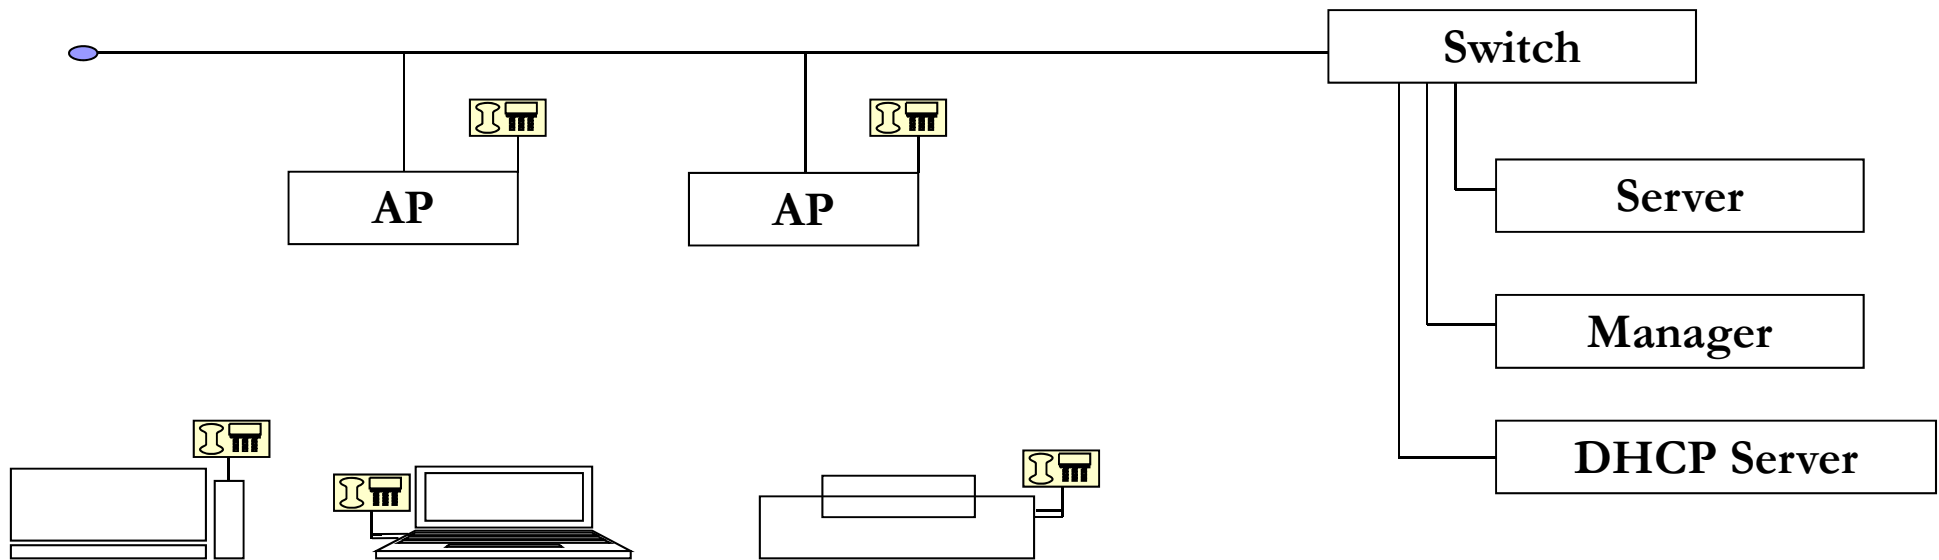 Switch
AP
AP
Server
Manager
DHCP Server